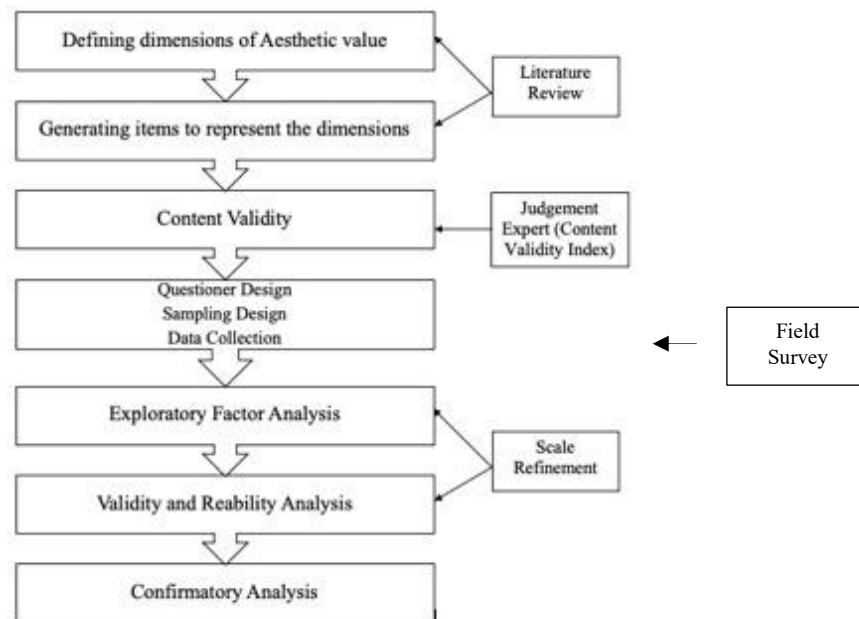 Defining dimensions of Aesthetic value
Literature
Review
Generating items to represent the dimensions
Content Validity
Judgement
Expert (Content
Validity Index)
Questioner Design
Sampling Design
Data Collection
Field
Survey
Exploratory Factor Analysis
Scale
Refinement
Validity and Reability Analysis
Confirmatory Analysis